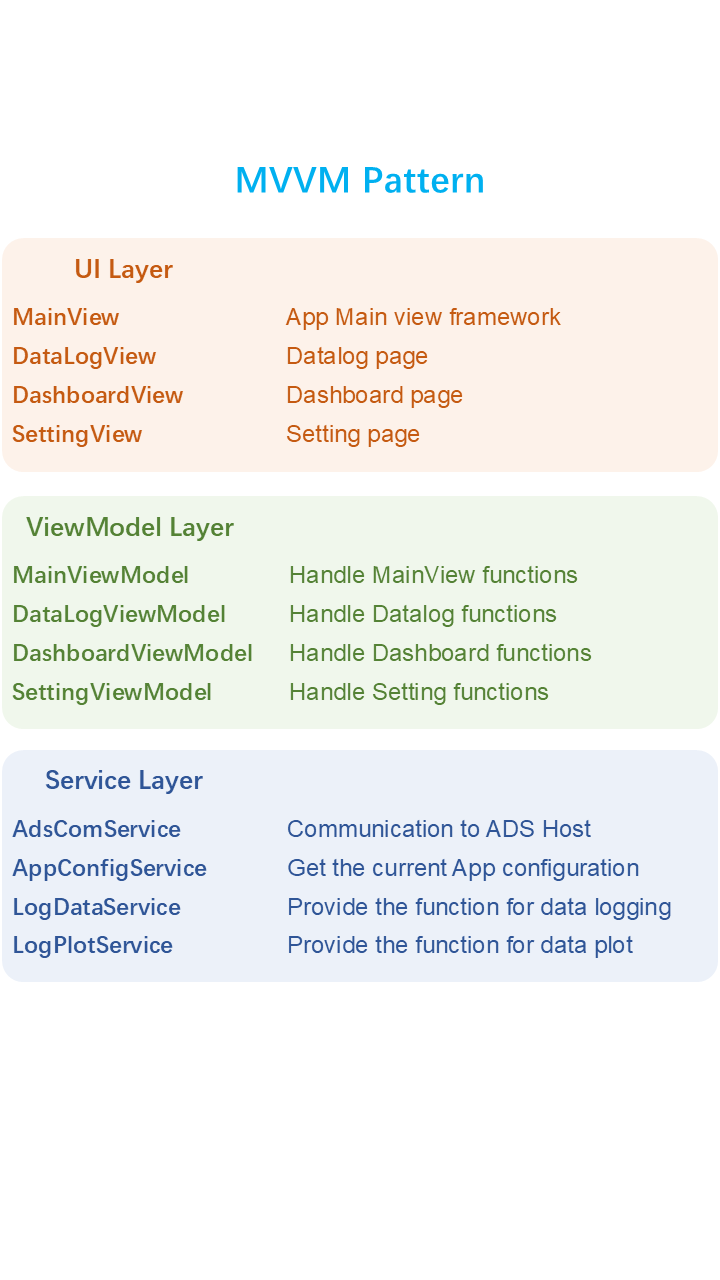 MVVM Pattern
UI Layer
MainView App Main view framework
DataLogView Datalog page
DashboardView Dashboard page
SettingView Setting page
ViewModel Layer
MainViewModel Handle MainView functions
DataLogViewModel Handle Datalog functions
DashboardViewModel Handle Dashboard functions
SettingViewModel Handle Setting functions
Service Layer
AdsComService Communication to ADS Host
AppConfigService Get the current App configuration
LogDataService Provide the function for data logging
LogPlotService Provide the function for data plot